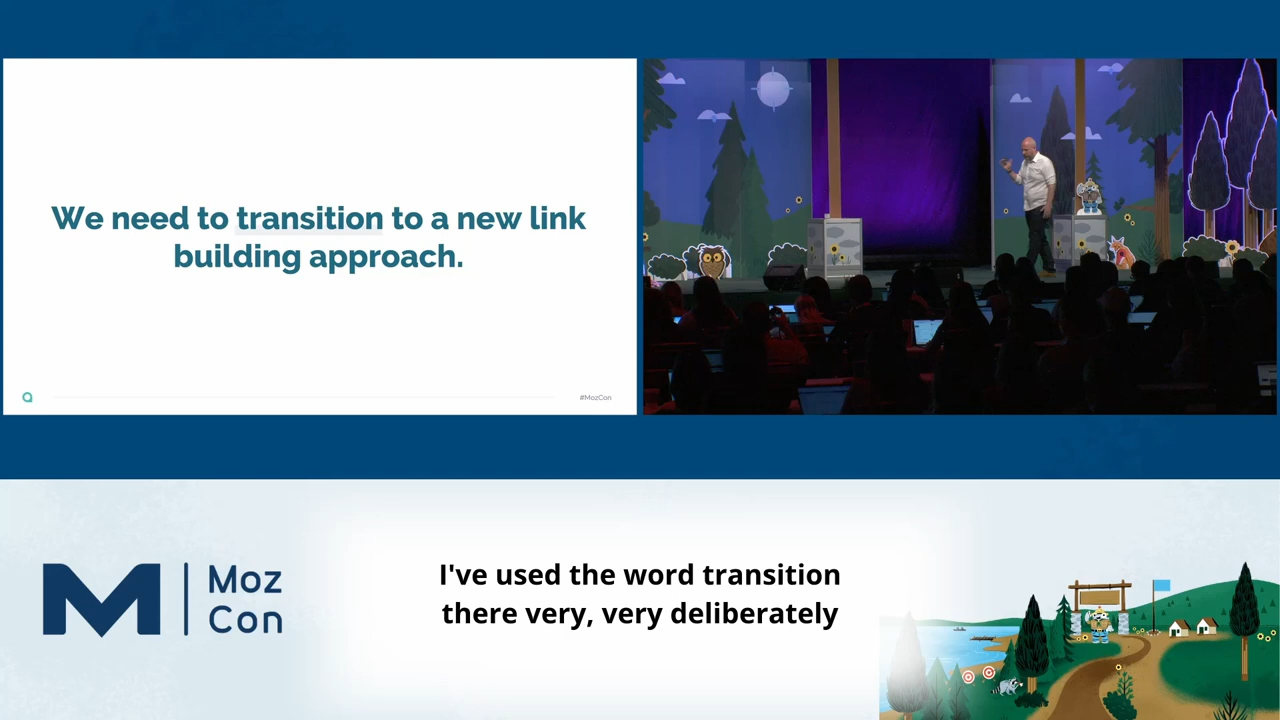 We need to transition to a new link
building approach.
#MozCon
Moz
Con
I've used the word transition
there very, very deliberately